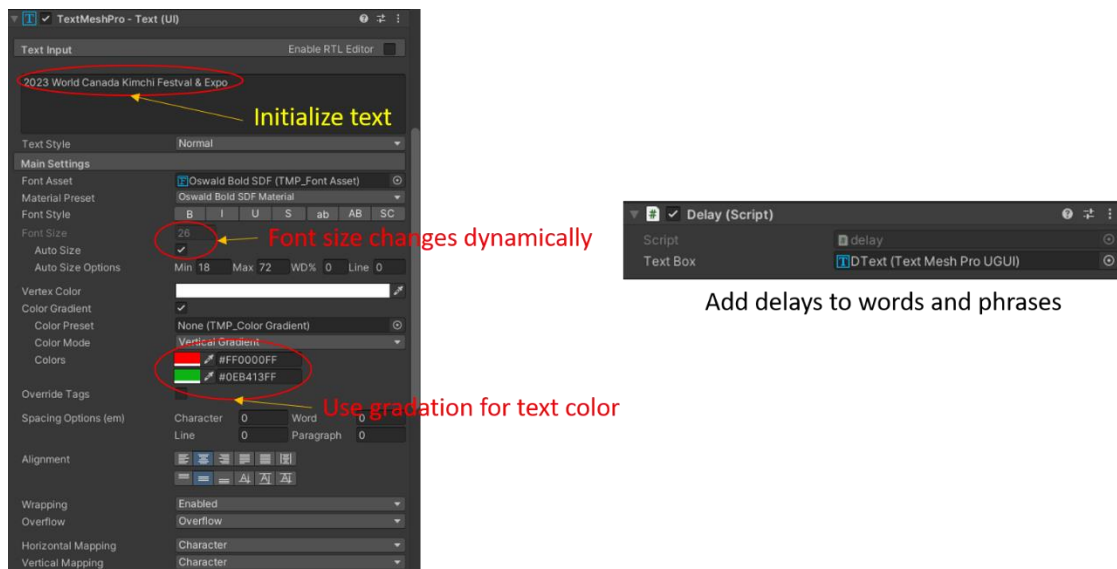 TextMeshPro - Text (UI)
Text Input Enable RTL Editor
2023 World Canada Kimchi Festval & Expo
Initialize text
Text Style Normal
Main Settings
Font Asset Oswald Bold SDF (TMP_Font Asset)
Material Preset Oswald Bold SDF Material
Font Style B I U S ab AB SC
Font Size 26
Font size changes dynamically
Auto Size
Auto Size Options Min 18 Max 72 WD% 0 Line 0
Vertex Color
Color Gradient
Color Preset None (TMP_Color Gradient)
Color Mode Vertical Gradient
Colors #FF0000FF
#0EB413FF
Override Tags
Use gradation for text color
Spacing Options (em) Character 0 Word 0
Line 0 Paragraph 0
Alignment
Wrapping Enabled
Overflow Overflow
Horizontal Mapping Character
Vertical Mapping Character
# Delay (Script)
Script delay
Text Box DText (Text Mesh Pro UGUI)
Add delays to words and phrases